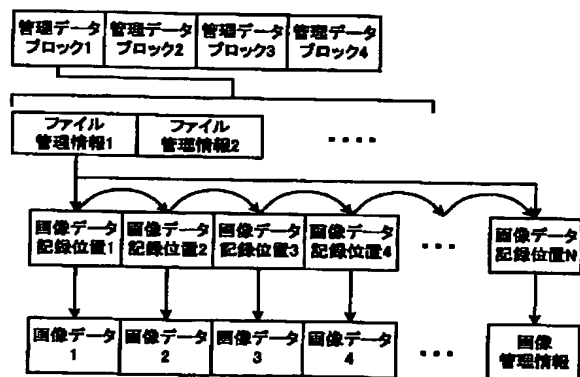 管理データ
ブロック1
管理データ
ブロック2
管理データ
ブロック3
管理データ
ブロック4
ファイル
管理情報1
ファイル
管理情報2
・・・・
画像データ
記録位置1
画像データ
記録位置2
画像データ
記録位置3
画像データ
記録位置4
・・・
画像データ
記録位置N
画像データ
1
画像データ
2
画像データ
3
画像データ
4
・・・
画像
管理情報